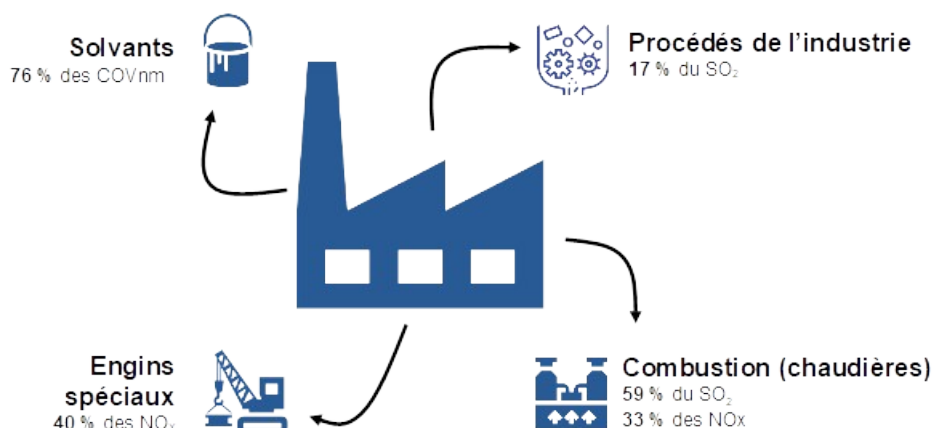 Solvants
76 % des COVnm
Procédés de l'industrie
17 % du SO₂
Engins
spéciaux
40 % des NOₓ
Combustion (chaudières)
59 % du SO₂
33 % des NOx